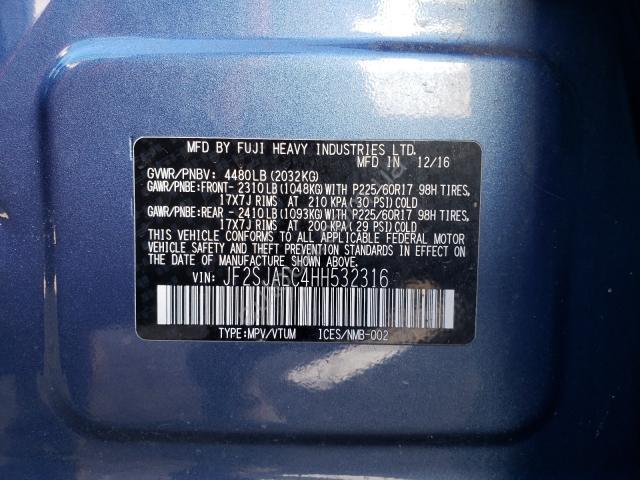 MFD BY FUJI HEAVY INDUSTRIES LTD.
MFD IN 12/16
GVWR/PNBV: 4480LB(2032KG)
GAWR/PNBE:FRONT- 2310LB(1048KG)WITH P225/60R17 98H TIRES,
17X7J RIMS AT 210 KPA(30 PSI)COLD
GAWR/PNBE:REAR - 2410LB(1093KG)WITH P225/60R17 98H TIRES,
17X7J RIMS AT 200 KPA(29 PSI)COLD
THIS VEHICLE CONFORMS TO ALL APPLICABLE FEDERAL MOTOR
VEHICLE SAFETY AND THEFT PREVENTION STANDARDS IN EFFECT ON
THE DATE OF MANUFACTURE SHOWN ABOVE.
VIN: JF2SJAEC4HH532316
TYPE:MPV/VTUM ICES/NMB-002